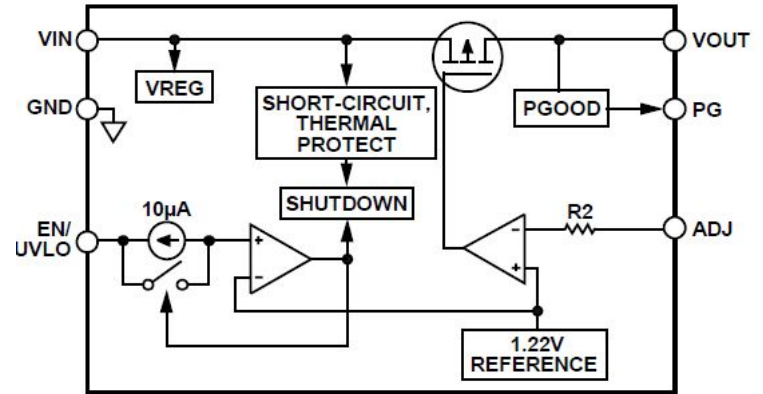 VIN
VOUT
VREG
GND
SHORT-CIRCUIT,
THERMAL
PROTECT
PGOOD
PG
SHUTDOWN
10µA
EN/
UVLO
+
–
R2
ADJ
–
+
1.22V
REFERENCE